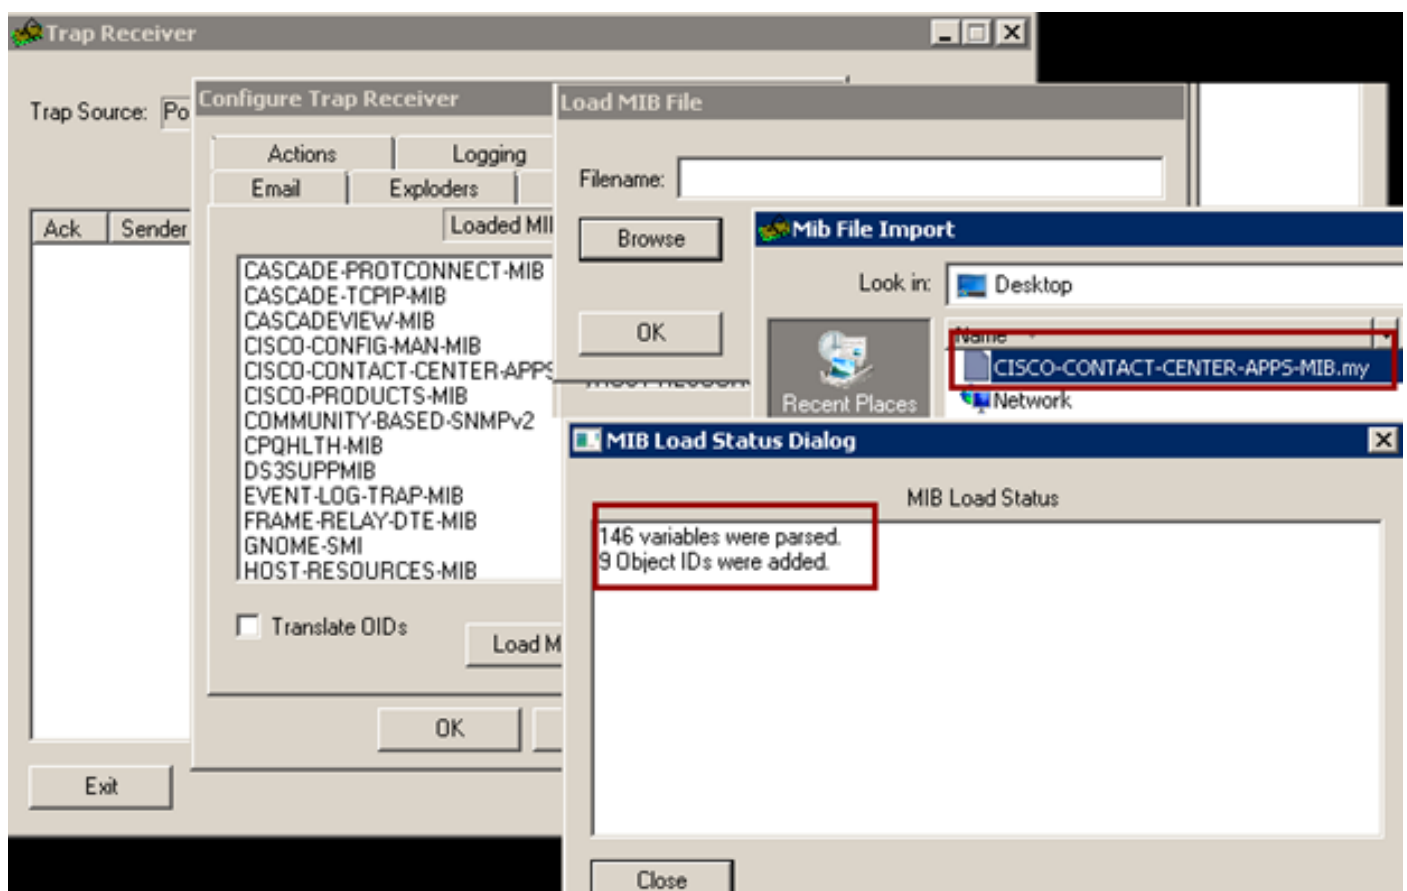 Trap Receiver
Trap Source: Po
Ack Sender
Exit
Configure Trap Receiver
Actions Logging
Email Exploders
Loaded MI
CASCADE-PROTCONNECT-MIB
CASCADE-TCPIP-MIB
CASCADEVIEW-MIB
CISCO-CONFIG-MAN-MIB
CISCO-CONTACT-CENTER-APPS
CISCO-PRODUCTS-MIB
COMMUNITY-BASED-SNMPv2
CPQHLTH-MIB
DS3SUPPMIB
EVENT-LOG-TRAP-MIB
FRAME-RELAY-DTE-MIB
GNOME-SMI
HOST-RESOURCES-MIB
Translate OIDs
Load M
OK
Load MIB File
Filename:
Browse
OK
Mib File Import
Look in: Desktop
Name
CISCO-CONTACT-CENTER-APPS-MIB.my
Network
Recent Places
MIB Load Status Dialog
MIB Load Status
146 variables were parsed.
9 Object IDs were added.
Close